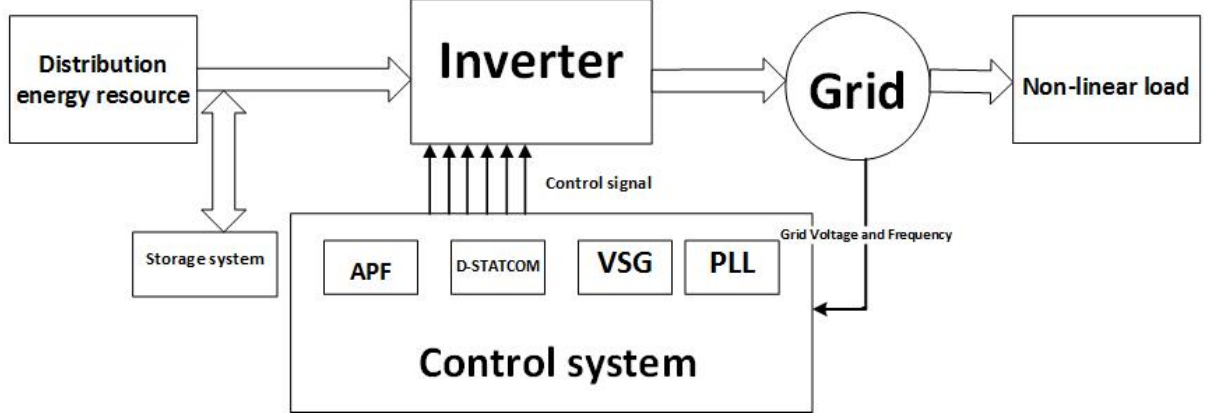 Distribution
energy resource
Inverter
Grid
Non-linear load
Control signal
Grid Voltage and Frequency
Storage system
APF
D-STATCOM
VSG
PLL
Control system